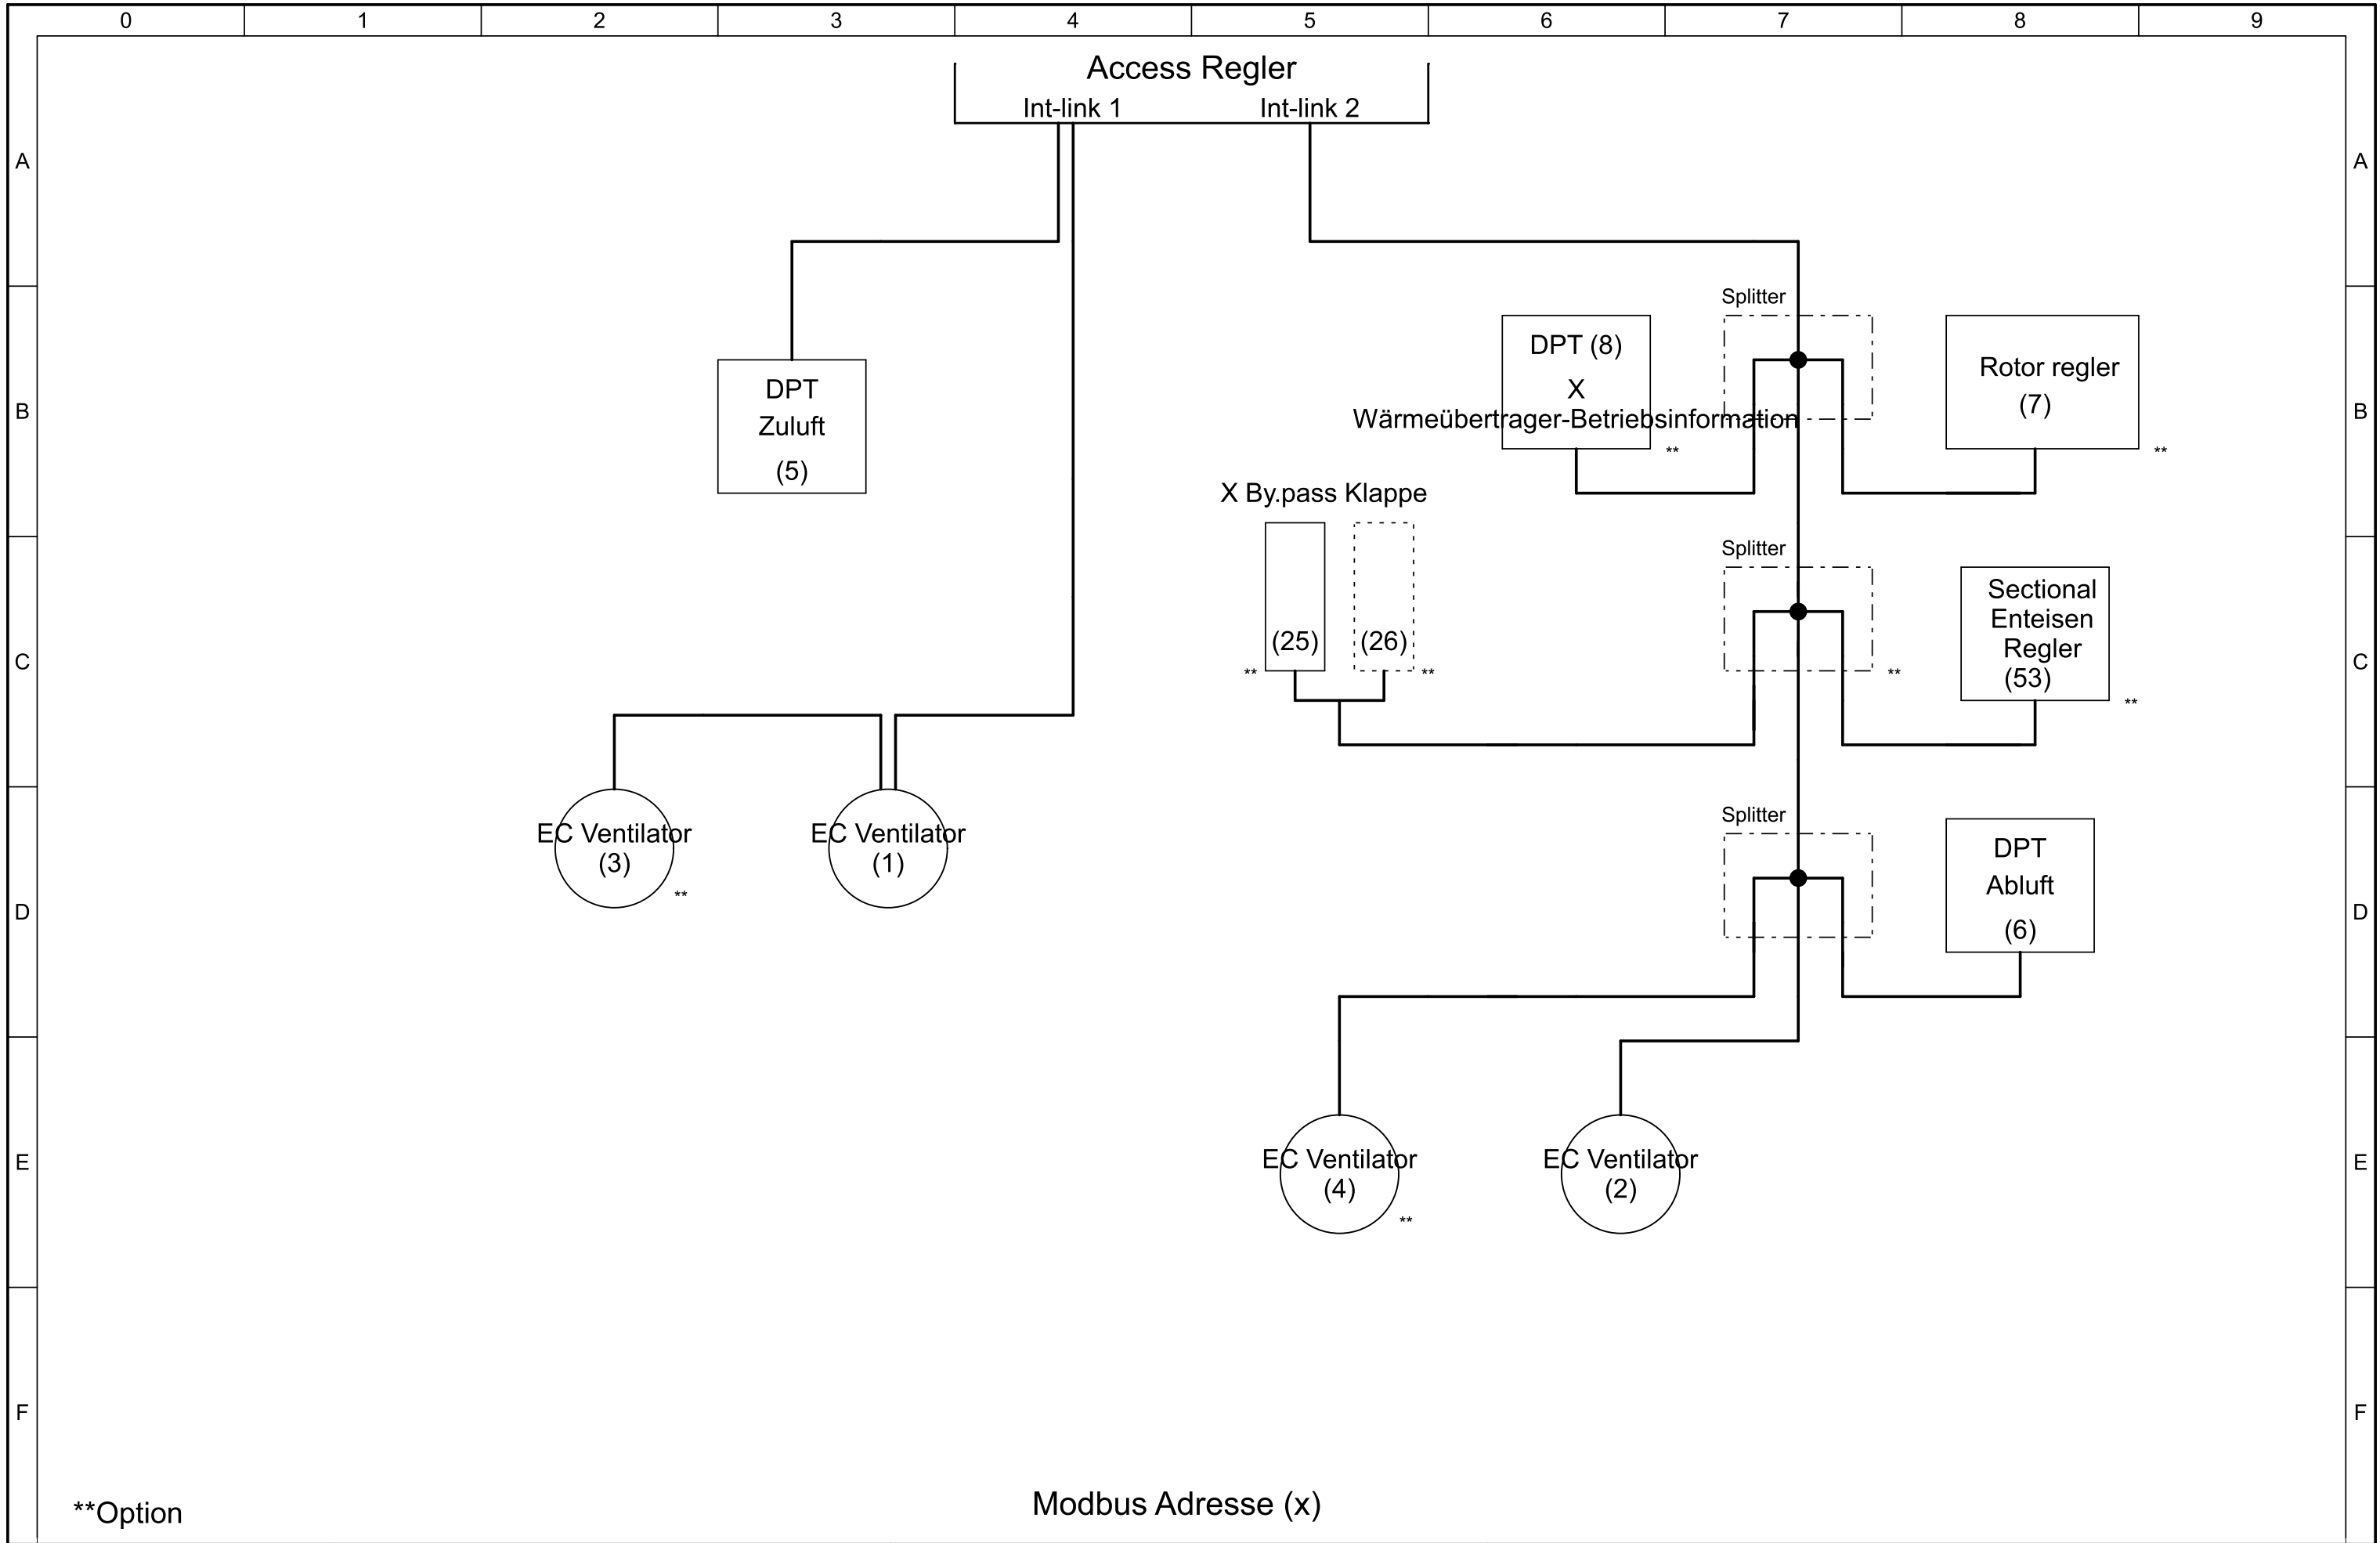 0 1 2 3 4 5 6 7 8 9
Access Regler
Int-link 1 Int-link 2
A A
Splitter
DPT (8)
X
Wärmeübertrager-Betriebsinformation
**
Rotor regler
(7)
**
DPT
Zuluft
(5)
B B
X By.pass Klappe
(25) (26)
** **
Splitter
**
Sectional
Enteisen
Regler
(53)
**
C C
EC Ventilator
(3)
**
EC Ventilator
(1)
Splitter
DPT
Abluft
(6)
D D
EC Ventilator
(4)
**
EC Ventilator
(2)
E E
F F
**Option
Modbus Adresse (x)